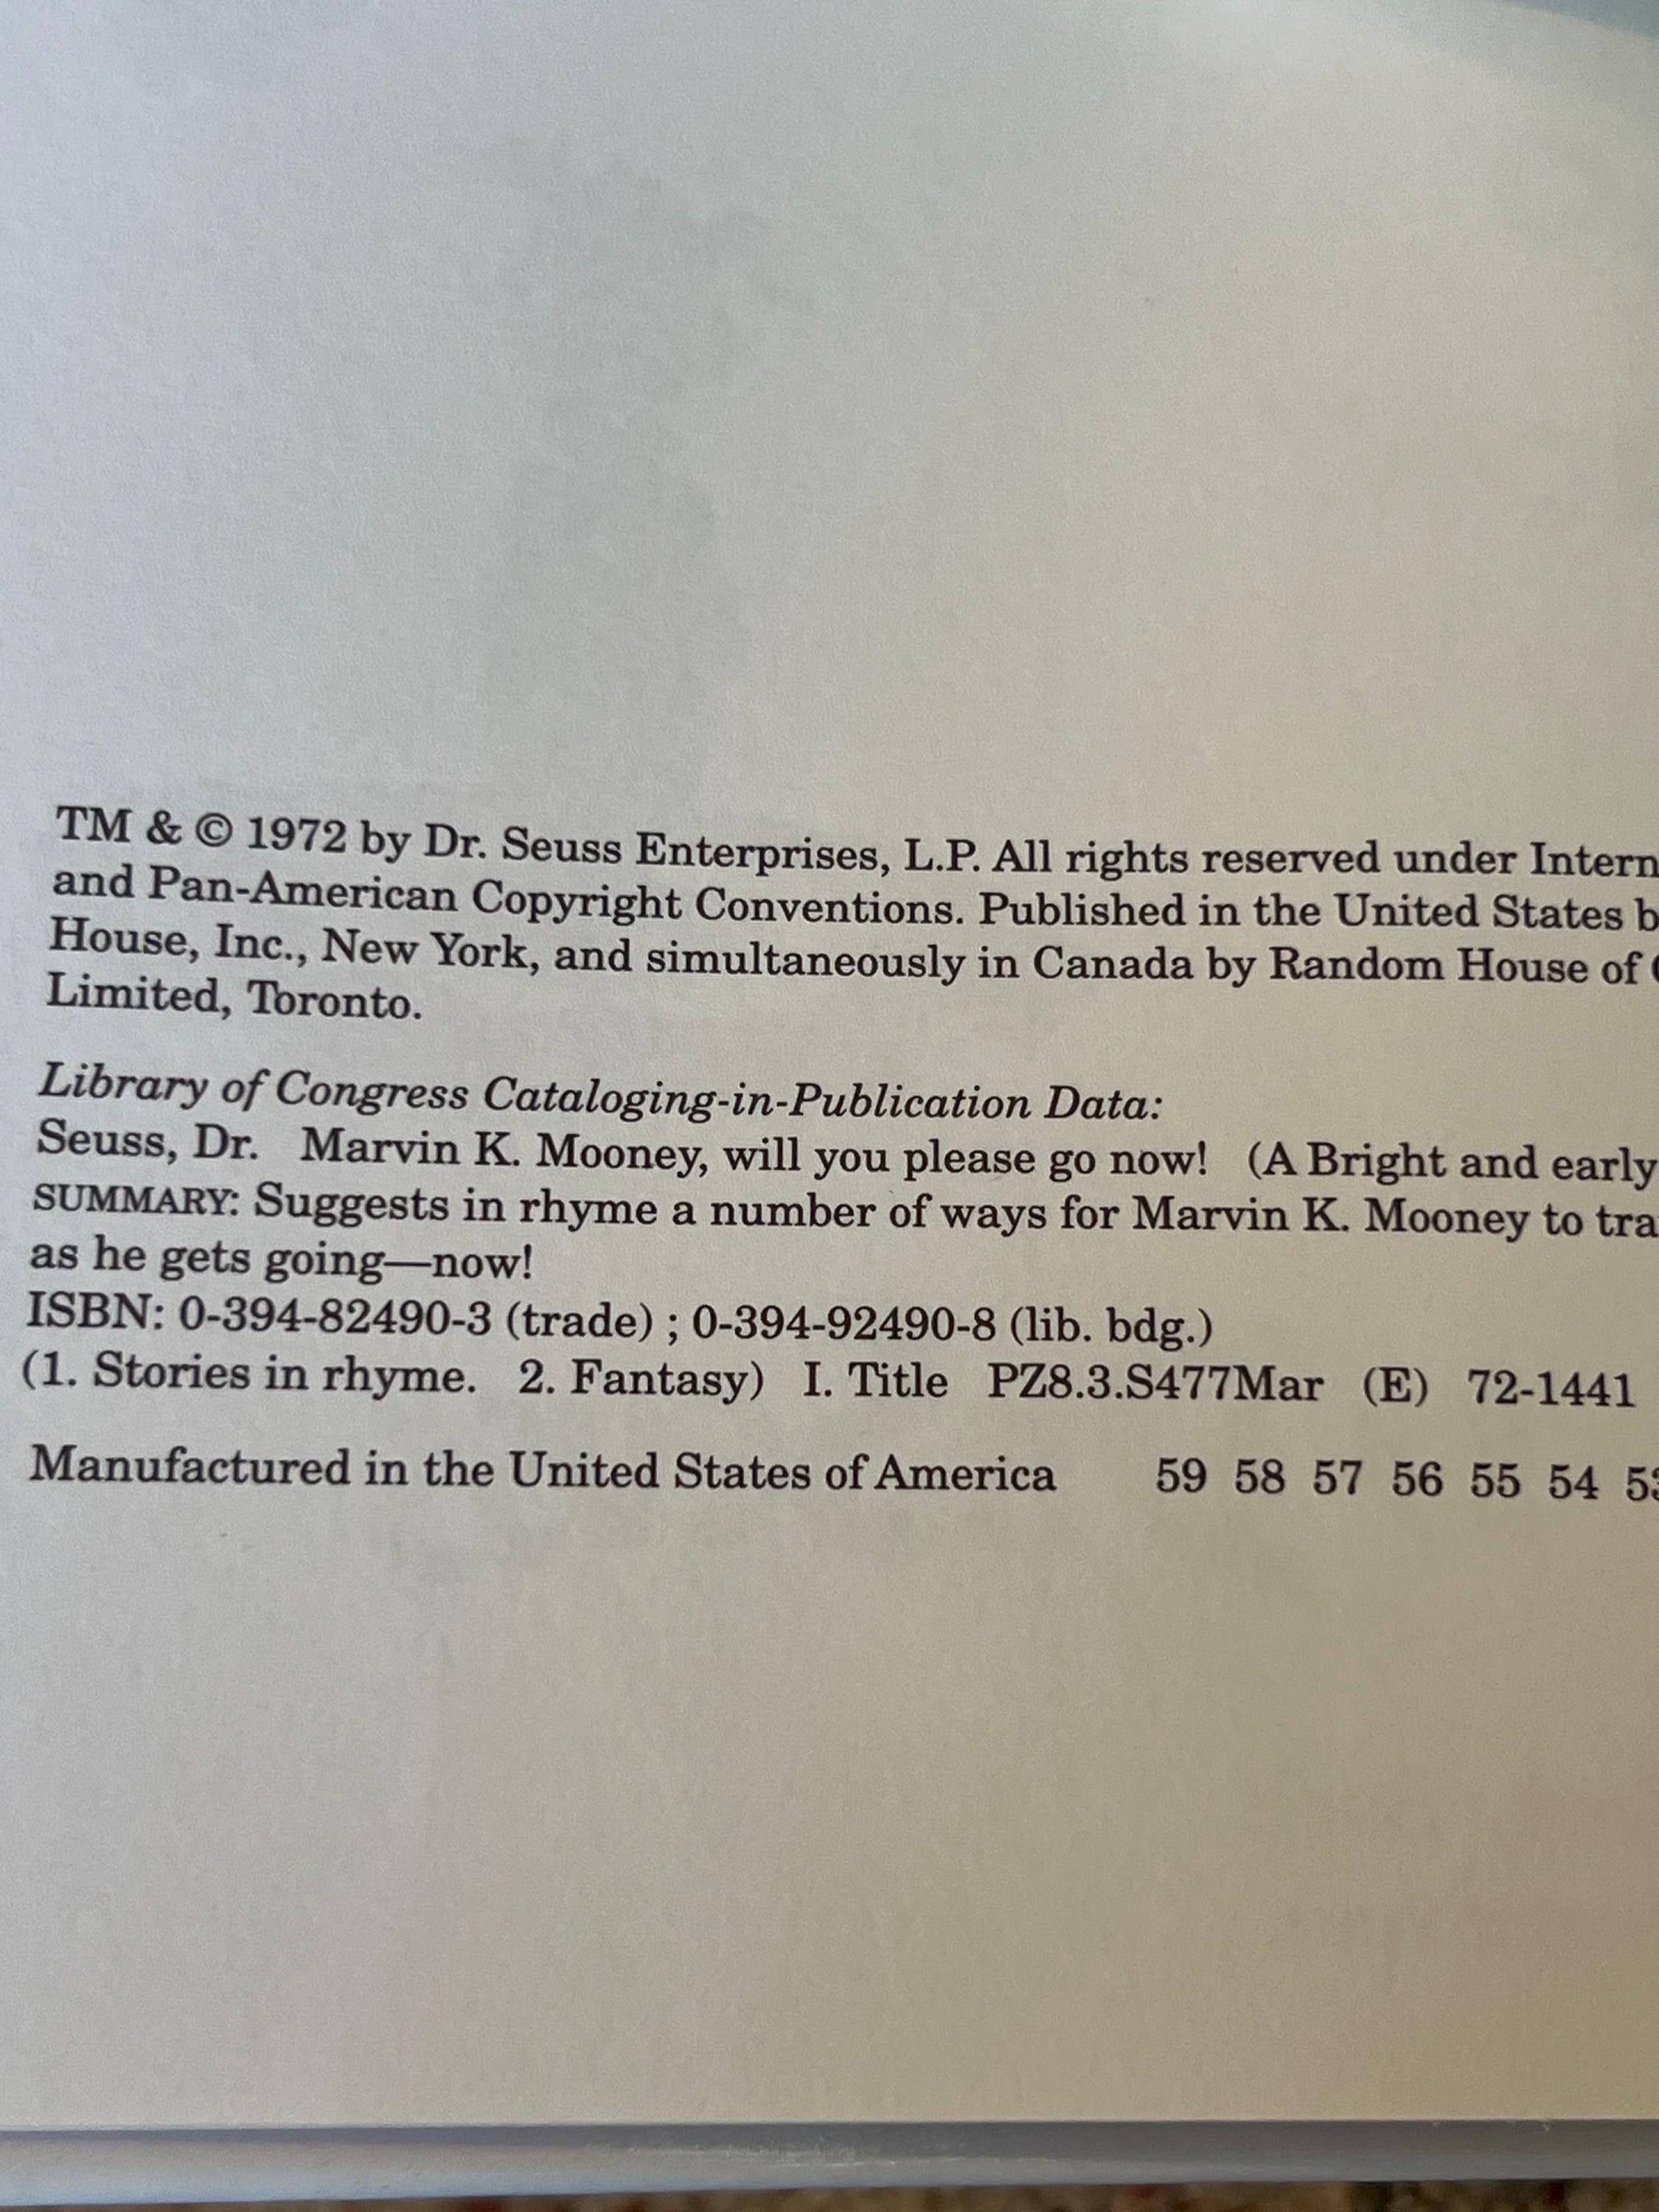 TM & © 1972 by Dr. Seuss Enterprises, L.P. All rights reserved under Intern
and Pan-American Copyright Conventions. Published in the United States b
House, Inc., New York, and simultaneously in Canada by Random House of
Limited, Toronto.
Library of Congress Cataloging-in-Publication Data:
Seuss, Dr. Marvin K. Mooney, will you please go now! (A Bright and early
SUMMARY: Suggests in rhyme a number of ways for Marvin K. Mooney to tra
as he gets going—now!
ISBN: 0-394-82490-3 (trade) ; 0-394-92490-8 (lib. bdg.)
(1. Stories in rhyme. 2. Fantasy) I. Title PZ8.3.S477Mar (E) 72-1441
Manufactured in the United States of America 59 58 57 56 55 54 53